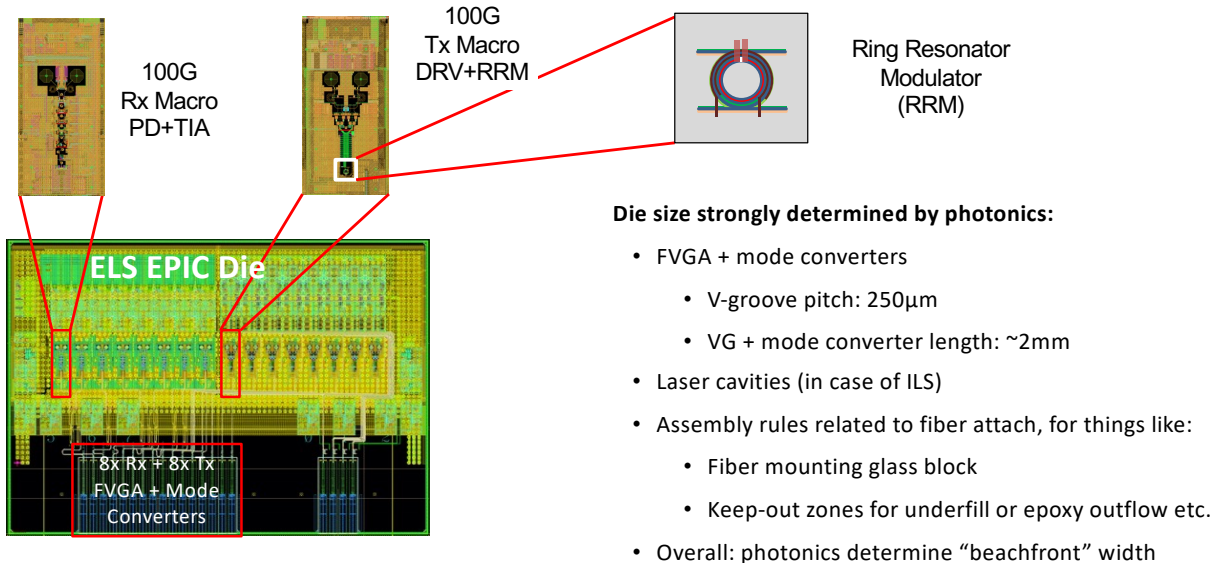 100G
Rx Macro
PD+TIA
100G
Tx Macro
DRV+RRM
Ring Resonator
Modulator
(RRM)
ELS EPIC Die
8x Rx + 8x Tx
FVGA + Mode
Converters
Die size strongly determined by photonics:
• FVGA + mode converters
• V-groove pitch: 250µm
• VG + mode converter length: ~2mm
• Laser cavities (in case of ILS)
• Assembly rules related to fiber attach, for things like:
• Fiber mounting glass block
• Keep-out zones for underfill or epoxy outflow etc.
• Overall: photonics determine “beachfront” width